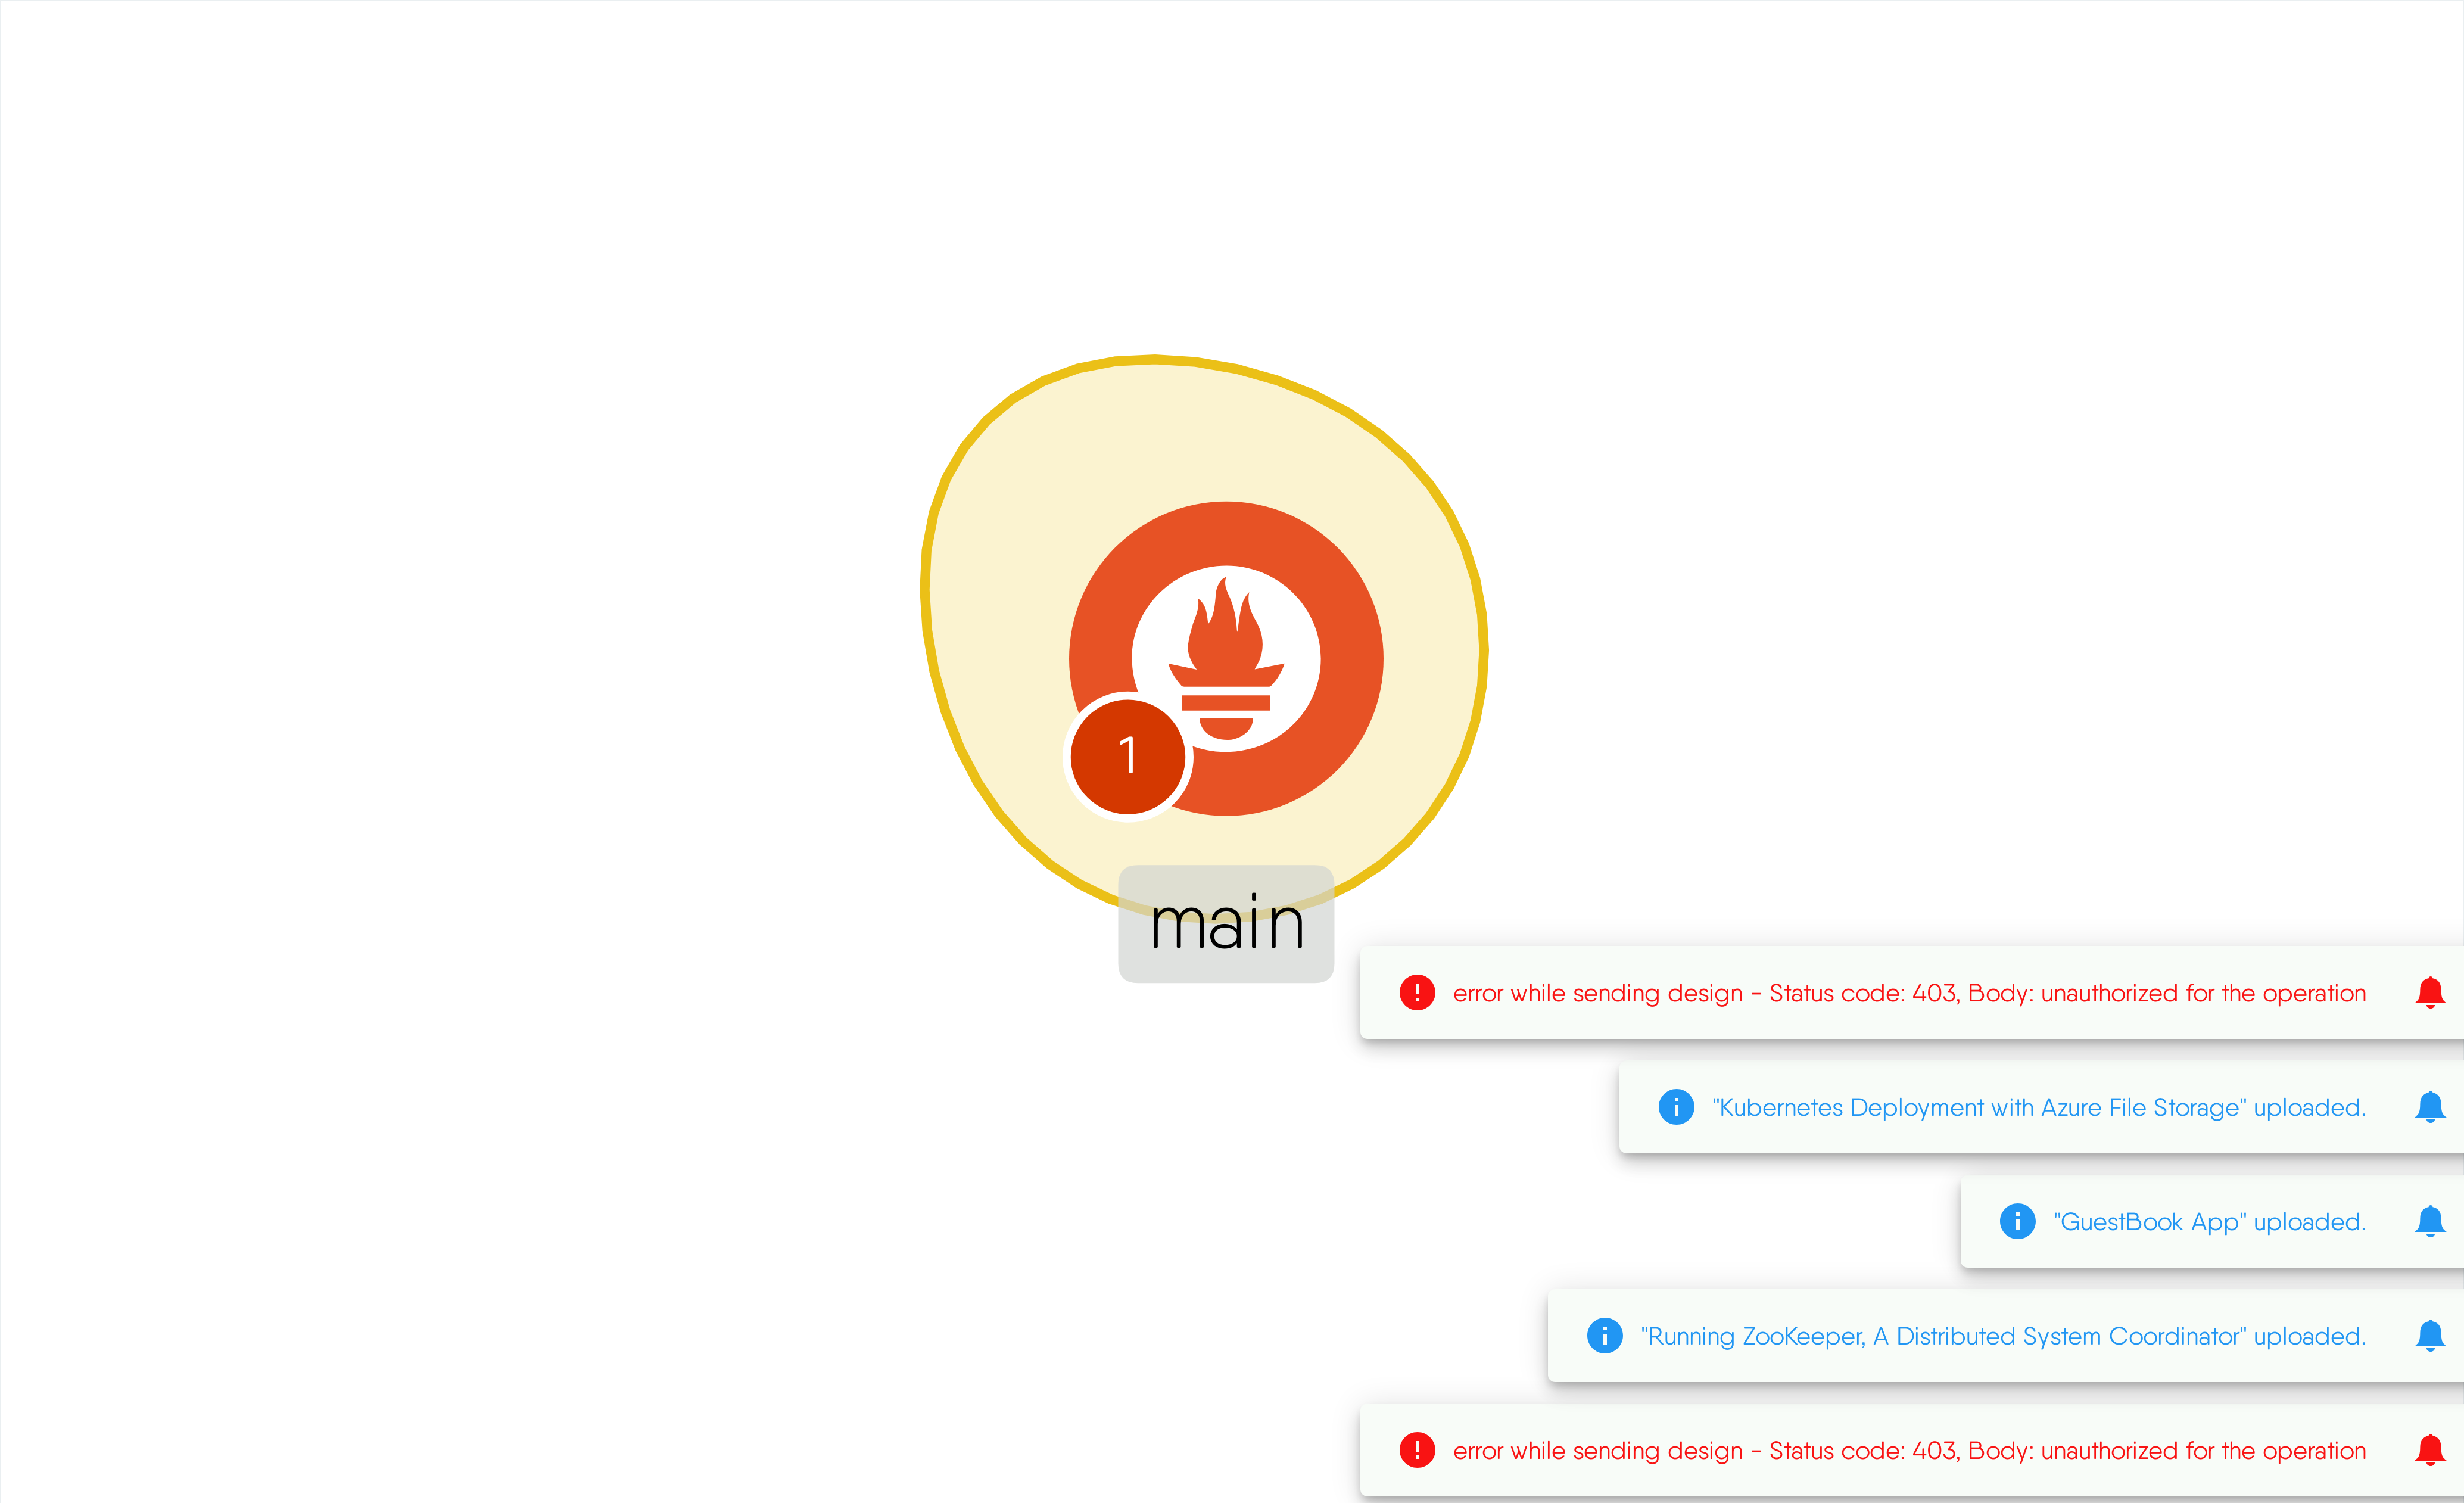 1
main
error while sending design - Status code: 403, Body: unauthorized for the operation
"Kubernetes Deployment with Azure File Storage" uploaded.
"GuestBook App" uploaded.
"Running ZooKeeper, A Distributed System Coordinator" uploaded.
error while sending design - Status code: 403, Body: unauthorized for the operation